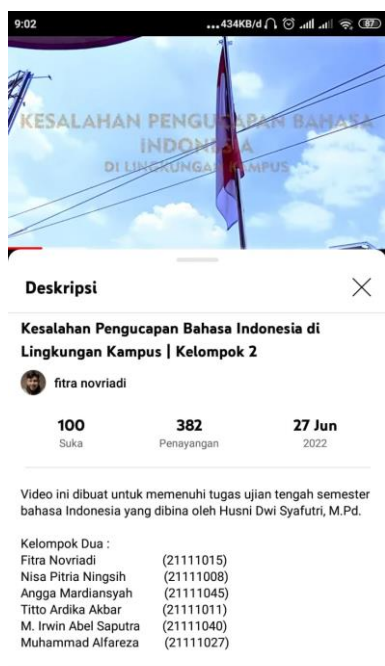 9:02 ...434KB/d 87
KESALAHAN PENGUCAPAN BAHASA
INDONESIA
DI LINGKUNGAN KAMPUS
Deskripsi
Kesalahan Pengucapan Bahasa Indonesia di
Lingkungan Kampus | Kelompok 2
fitra novriadi
100 382 27 Jun
Suka Penayangan 2022
Video ini dibuat untuk memenuhi tugas ujian tengah semester
bahasa Indonesia yang dibina oleh Husni Dwi Syafutri, M.Pd.
Kelompok Dua :
Fitra Novriadi (21111015)
Nisa Pitria Ningsih (21111008)
Angga Mardiansyah (21111045)
Titto Ardika Akbar (21111011)
M. Irwin Abel Saputra (21111040)
Muhammad Alfareza (21111027)